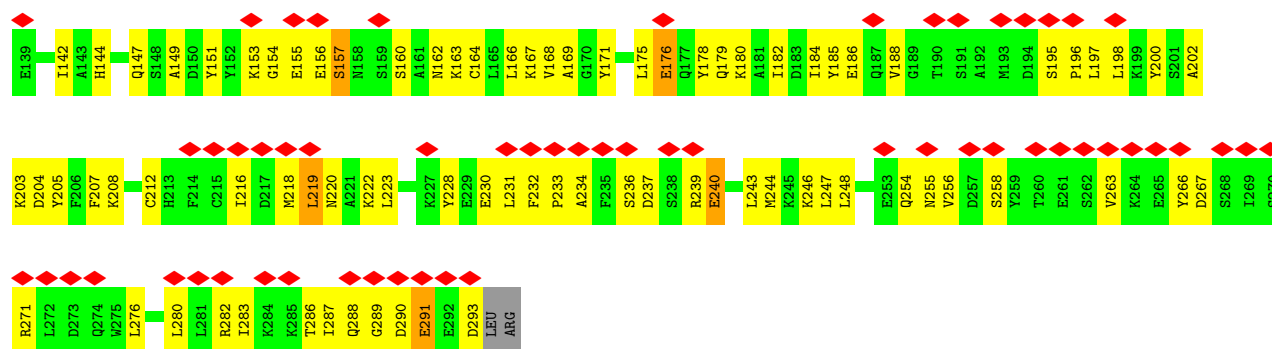 E139 I142 A143 H144 Q147 S148 A149 D150 Y151 Y152 K153 G154 E155 E156 S157 N158 S159 S160 A161 N162 K163 C164 L165 L166 K167 V168 A169 G170 Y171 L175 E176 Q177 Y178 Q179 K180 A181 I182 D183 I184 Y185 E186 Q187 V188 G189 T190 S191 A192 M193 D194 S195 P196 L197 L198 K199 Y200 S201 A202
K203 D204 Y205 F206 F207 K208 C212 H213 F214 C215 I216 D217 M218 L219 N220 A221 K222 L223 K227 Y228 E229 E230 L231 F232 P233 A234 F235 S236 D237 S238 R239 E240 L243 M244 K245 K246 L247 L248 E253 Q254 N255 V256 D257 S258 Y259 T260 E261 S262 V263 K264 E265 Y266 D267 S268 I269
R271 L272 D273 Q274 W275 L276 L280 L281 R282 I283 K284 K285 T286 I287 Q288 G289 D290 E291 E292 D293 LEU ARG